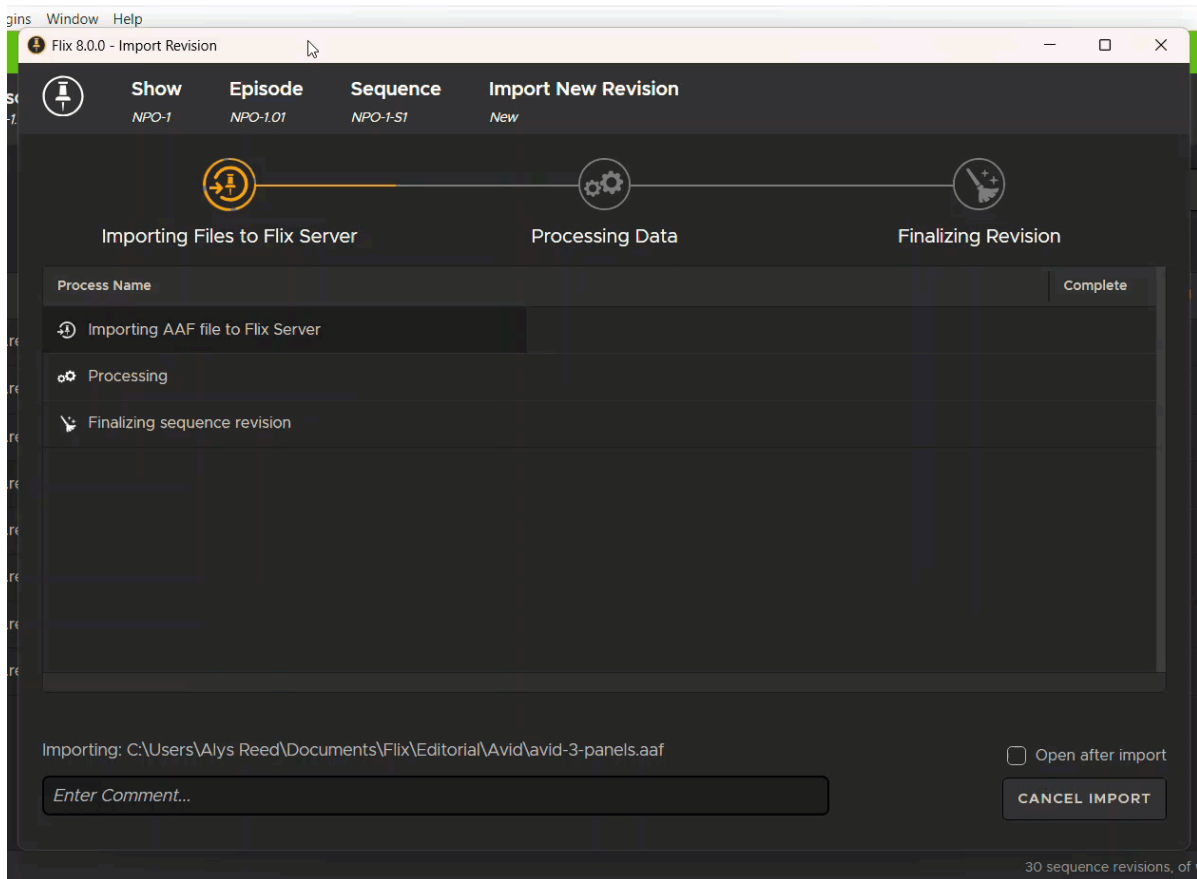 Window Help
Flix 8.0.0 - Import Revision
Show Episode Sequence Import New Revision
NPO-1 NPO-1.01 NPO-1-S1 New
Importing Files to Flix Server Processing Data Finalizing Revision
Process Name Complete
Importing AAF file to Flix Server
Processing
Finalizing sequence revision
Importing: C:\Users\Alys Reed\Documents\Flix\Editorial\Avid\avid-3-panels.aaf
Open after import
Enter Comment...
CANCEL IMPORT
30 sequence revisions, of